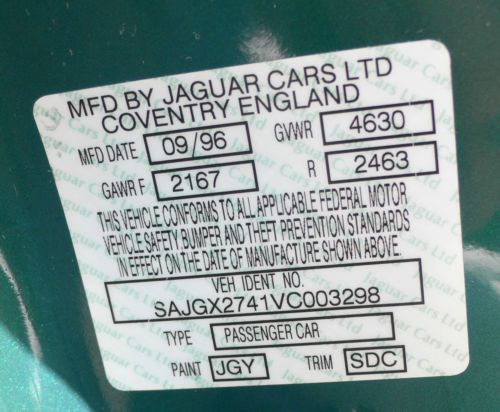 MFD BY JAGUAR CARS LTD
COVENTRY ENGLAND
MFD DATE 09/96 GVWR 4630
GAWR F 2167 R 2463
THIS VEHICLE CONFORMS TO ALL APPLICABLE FEDERAL MOTOR
VEHICLE SAFETY BUMPER AND THEFT PREVENTION STANDARDS
IN EFFECT ON THE DATE OF MANUFACTURE SHOWN ABOVE.
VEH IDENT NO.
SAJGX2741VC003298
TYPE PASSENGER CAR
PAINT JGY TRIM SDC